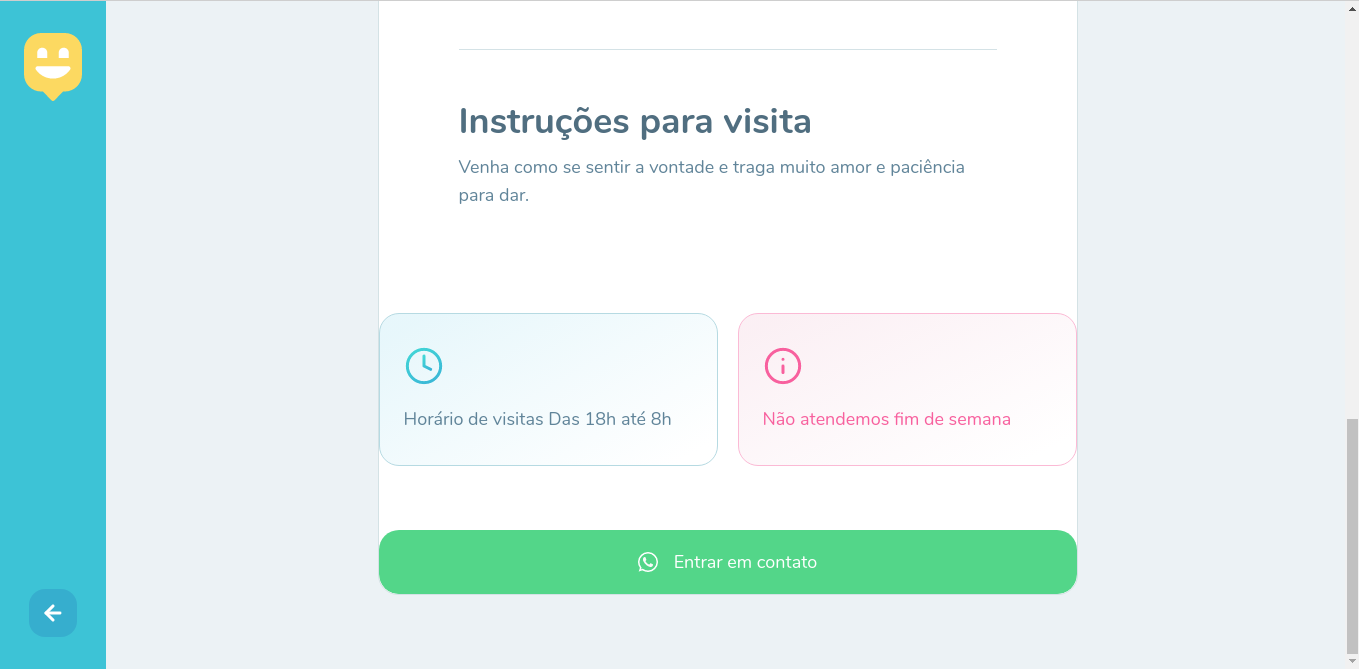 Instruções para visita
Venha como se sentir a vontade e traga muito amor e paciência
para dar.
Horário de visitas Das 18h até 8h
Não atendemos fim de semana
Entrar em contato